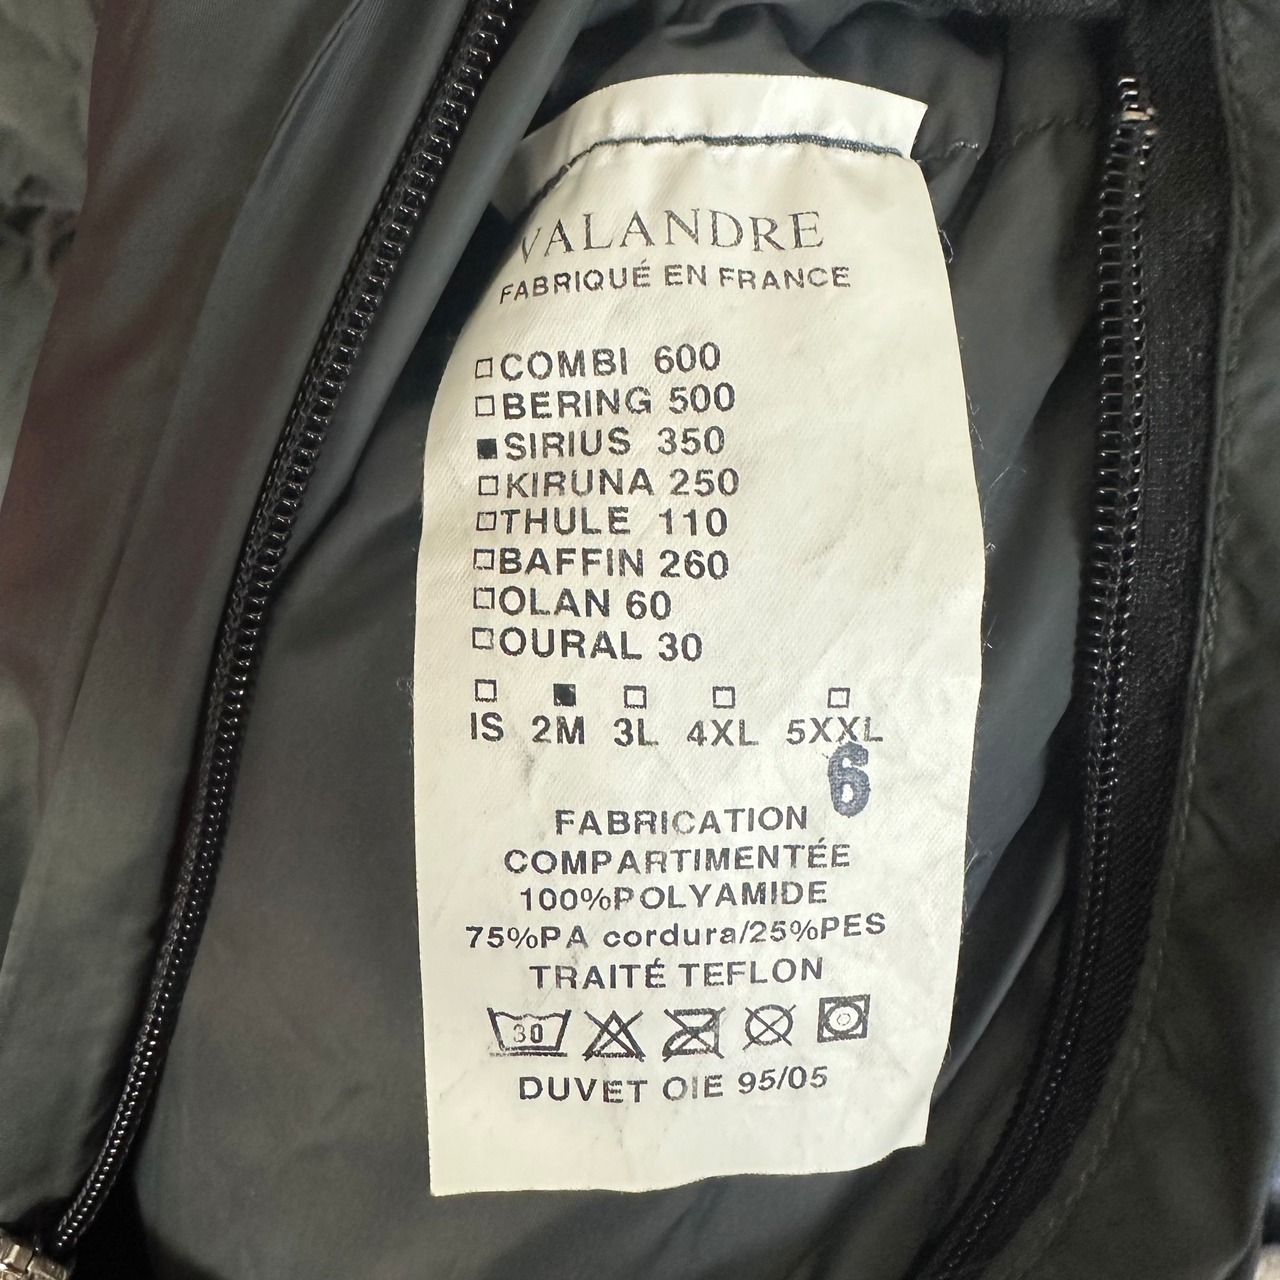 VALANDRE
FABRIQUÉ EN FRANCE
COMBI 600
BERING 500
SIRIUS 350
KIRUNA 250
THULE 110
BAFFIN 260
OLAN 60
OURAL 30
IS 2M 3L 4XL 5XXL
6
FABRICATION
COMPARTIMENTÉE
100%POLYAMIDE
75%PA cordura/25%PES
TRAITÉ TEFLON
30
DUVET OIE 95/05